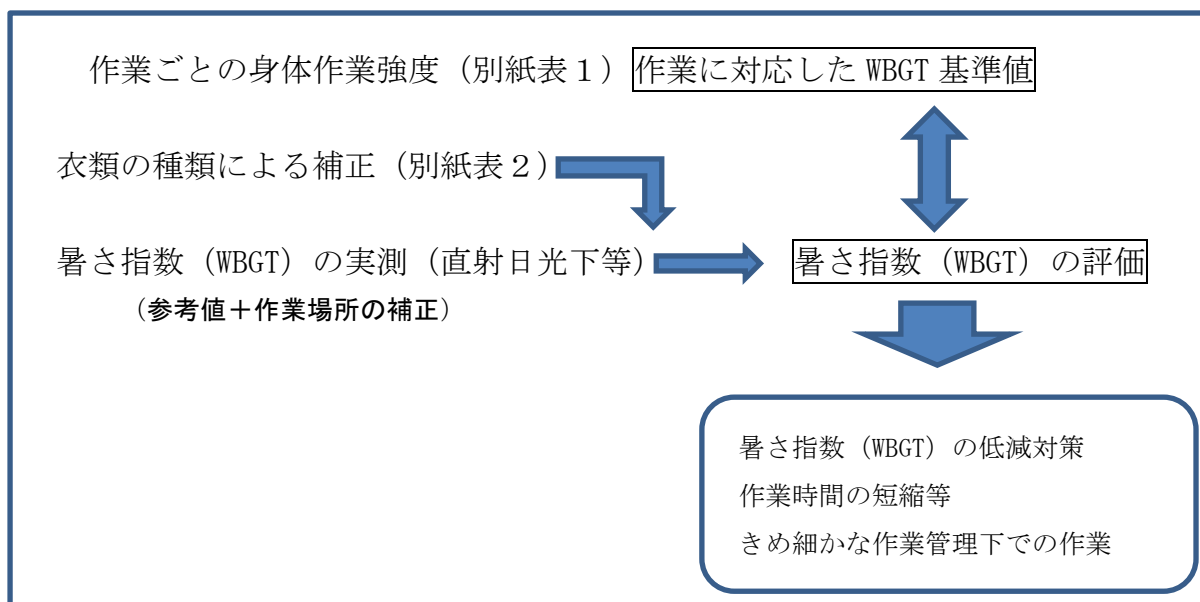 作業ごとの身体作業強度（別紙表１）作業に対応した WBGT 基準値
衣類の種類による補正（別紙表２）
暑さ指数（WBGT）の実測（直射日光下等） 暑さ指数（WBGT）の評価
（参考値＋作業場所の補正）
暑さ指数（WBGT）の低減対策
作業時間の短縮等
きめ細かな作業管理下での作業